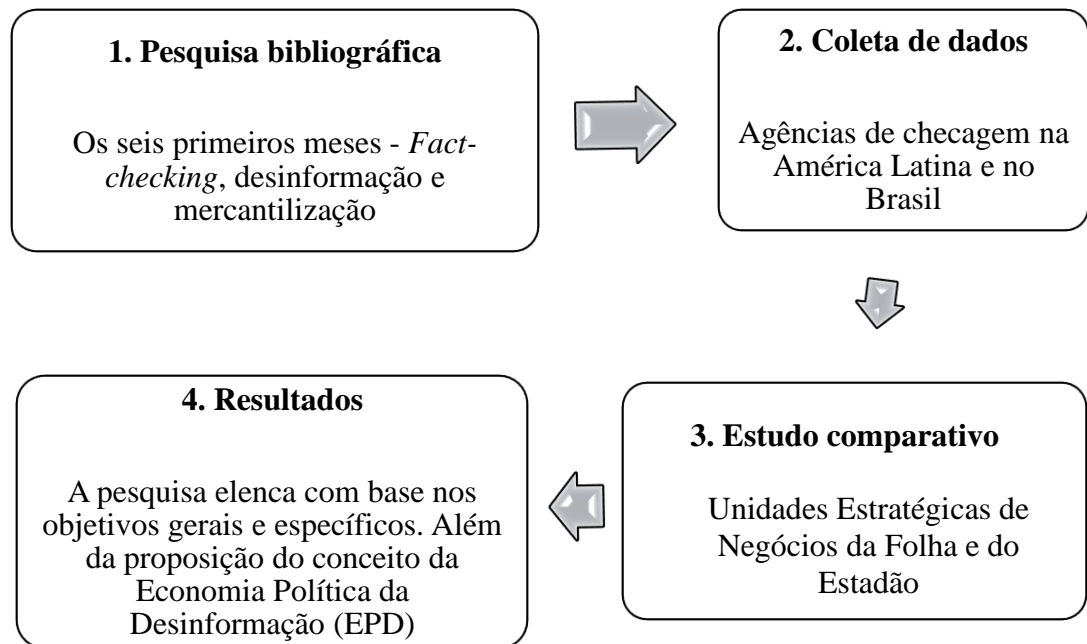 1. Pesquisa bibliográfica
Os seis primeiros meses - Fact-
checking, desinformação e
mercantilização
2. Coleta de dados
Agências de checagem na
América Latina e no
Brasil
3. Estudo comparativo
Unidades Estratégicas de
Negócios da Folha e do
Estadão
4. Resultados
A pesquisa elenca com base nos
objetivos gerais e específicos. Além
da proposição do conceito da
Economia Política da
Desinformação (EPD)